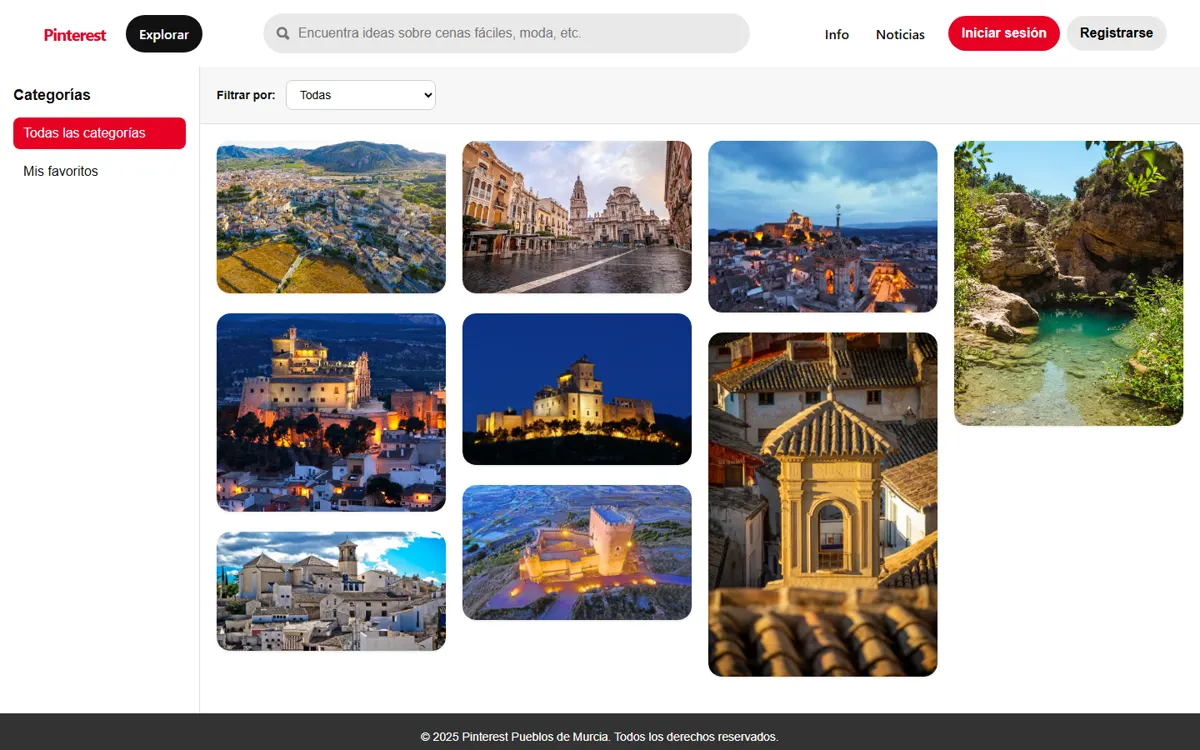 Pinterest
Explorar
Encuentra ideas sobre cenas fáciles, moda, etc.
Info
Noticias
Iniciar sesión
Registrarse
Categorías
Todas las categorías
Mis favoritos
Filtrar por:
Todas
© 2025 Pinterest Pueblos de Murcia. Todos los derechos reservados.